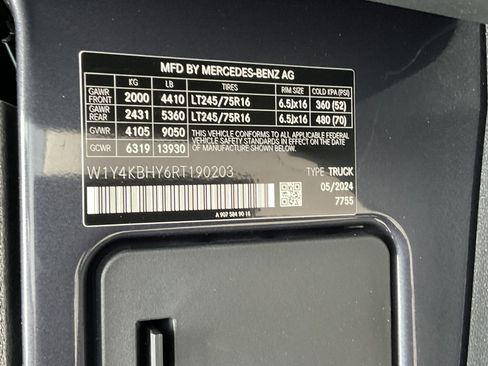 MFD BY MERCEDES-BENZ AG
KG LB TIRES RIM SIZE COLD KPA (PSI)
GAWR FRONT 2000 4410 LT245/75R16 6.5Jx16 360 (52)
GAWR REAR 2431 5360 LT245/75R16 6.5Jx16 480 (70)
GVWR 4105 9050 THIS VEHICLE CONFORMS TO ALL APPLICABLE
FEDERAL MOTOR VEHICLE SAFETY STANDARDS
GCWR 6319 13930 IN EFFECT ON THE DATE OF MANUFACTURE
SHOWN ABOVE.
W1Y4KBHY6RT190203 TYPE TRUCK
05/2024
7755
A 907 584 90 16